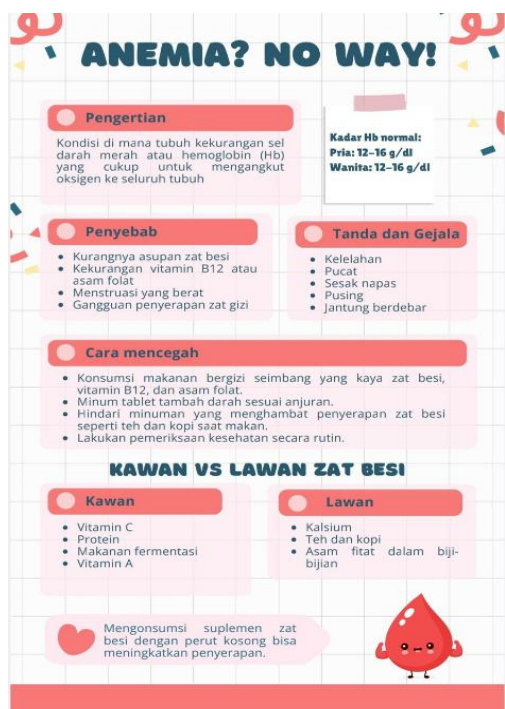 ANEMIA? NO WAY!
Pengertian
Kondisi di mana tubuh kekurangan sel
darah merah atau hemoglobin (Hb)
yang cukup untuk mengangkut
oksigen ke seluruh tubuh
Kadar Hb normal:
Pria: 12-16 g/dl
Wanita: 12-16 g/dl
Penyebab
• Kurangnya asupan zat besi
• Kekurangan vitamin B12 atau
asam folat
• Menstruasi yang berat
• Gangguan penyerapan zat gizi
Tanda dan Gejala
• Kelelahan
• Pucat
• Sesak napas
• Pusing
• Jantung berdebar
Cara mencegah
• Konsumsi makanan bergizi seimbang yang kaya zat besi,
vitamin B12, dan asam folat.
• Minum tablet tambah darah sesuai anjuran.
• Hindari minuman yang menghambat penyerapan zat besi
seperti teh dan kopi saat makan.
• Lakukan pemeriksaan kesehatan secara rutin.
KAWAN VS LAWAN ZAT BESI
Kawan
• Vitamin C
• Protein
• Makanan fermentasi
• Vitamin A
Lawan
• Kalsium
• Teh dan kopi
• Asam fitat dalam biji-
bijian
Mengonsumsi suplemen zat
besi dengan perut kosong bisa
meningkatkan penyerapan.